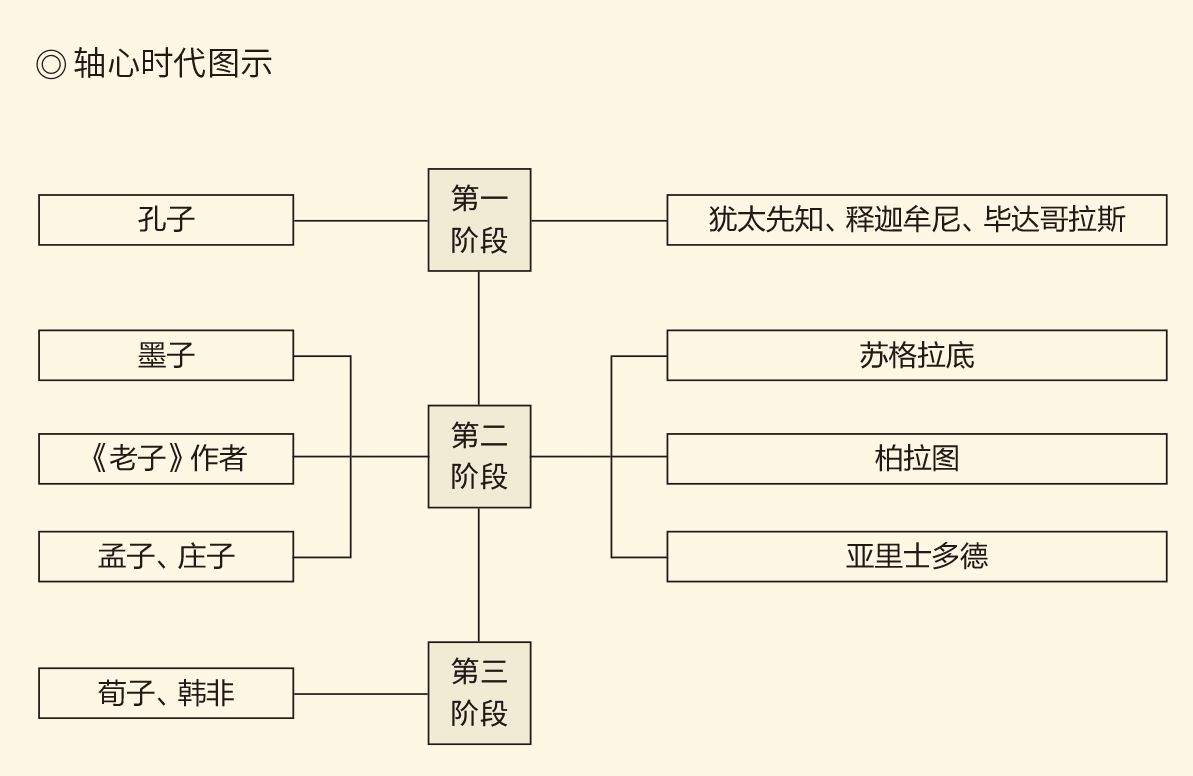 ◎ 轴心时代图示
孔子
第一
阶段
犹太先知、释迦牟尼、毕达哥拉斯
墨子
苏格拉底
《老子》作者
第二
阶段
柏拉图
孟子、庄子
亚里士多德
荀子、韩非
第三
阶段